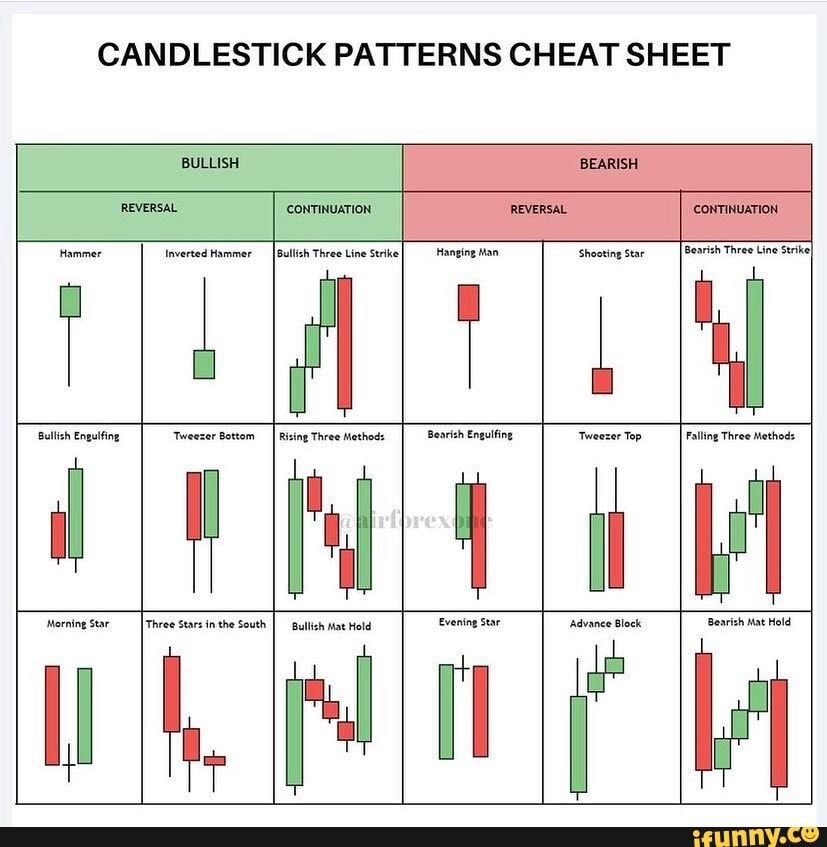 CANDLESTICK PATTERNS CHEAT SHEET
BULLISH
BEARISH
REVERSAL
CONTINUATION
REVERSAL
CONTINUATION
Hammer
Inverted Hammer
Bullish Three Line Strike
Hanging Man
Shooting Star
Bearish Three Line Strike
Bullish Engulfing
Tweezer Bottom
Rising Three Methods
Bearish Engulfing
Tweezer Top
Falling Three Methods
@airforexone
Morning Star
Three Stars in the South
Bullish Mat Hold
Evening Star
Advance Block
Bearish Mat Hold
ifunny.co